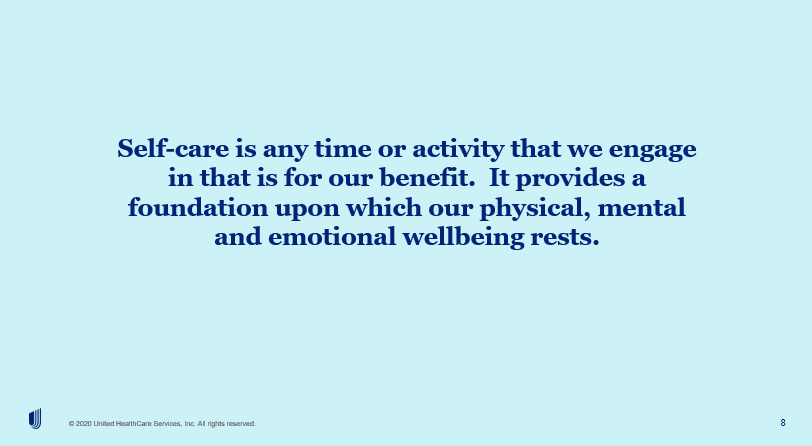 Self-care is any time or activity that we engage
in that is for our benefit.  It provides a
foundation upon which our physical, mental
and emotional wellbeing rests.
© 2020 United HealthCare Services, Inc. All rights reserved.
8